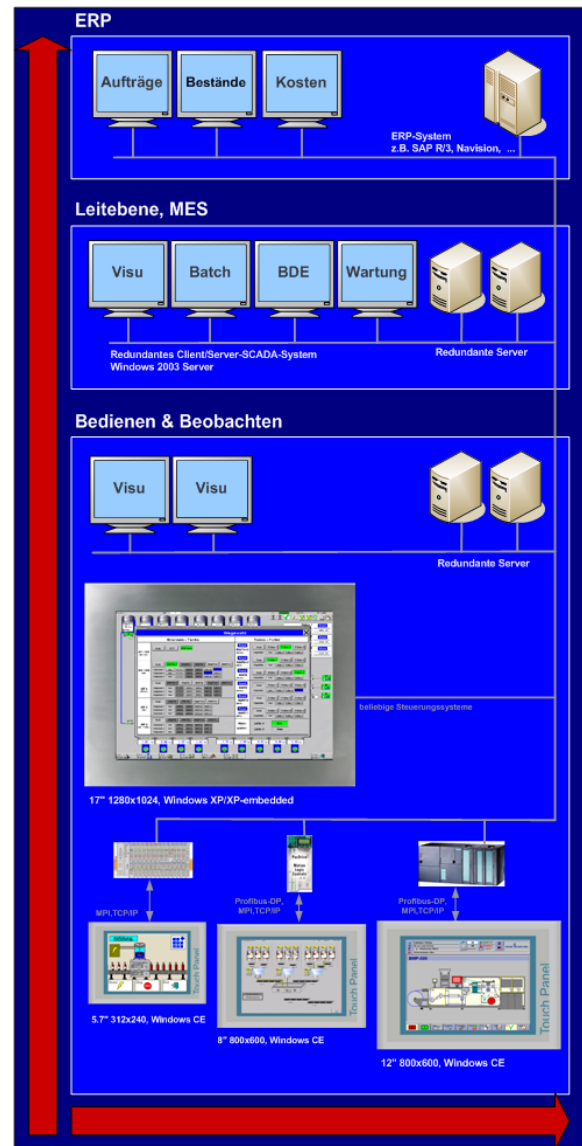 ERP
Aufträge
Bestände
Kosten
ERP-System
z.B. SAP R/3, Navision, ...
Leitebene, MES
Visu
Batch
BDE
Wartung
Redundantes Client/Server-SCADA-System
Windows 2003 Server
Redundante Server
Bedienen & Beobachten
Visu
Visu
Redundante Server
beliebige Steuerungssysteme
17" 1280x1024, Windows XP/XP-embedded
MPI,TCP/IP
Profibus-DP,
MPI,TCP/IP
Profibus-DP,
MPI,TCP/IP
Touch Panel
Touch Panel
Touch Panel
5.7" 312x240, Windows CE
8" 800x600, Windows CE
12" 800x600, Windows CE